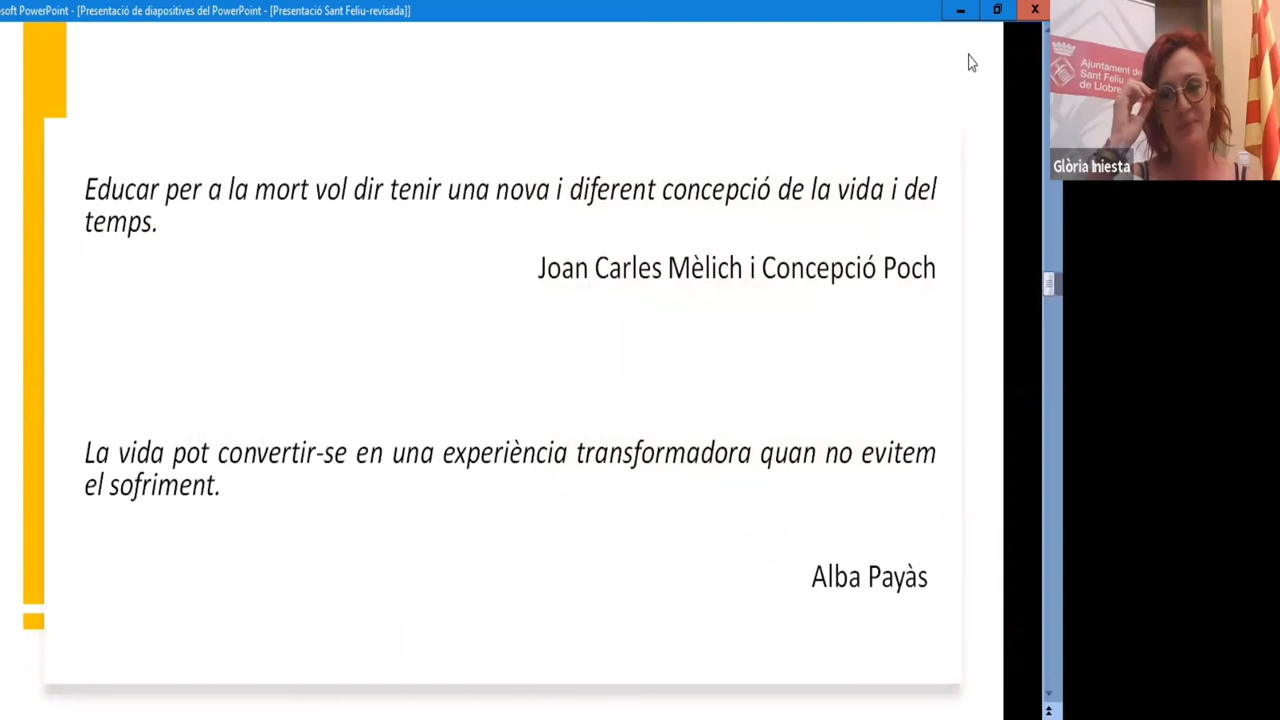 soft PowerPoint - [Presentació de diapositives del PowerPoint - [Presentació Sant Feliu-revisada]]
Ajuntament de
Sant Feliu
de Llobre
Glòria Iniesta
Educar per a la mort vol dir tenir una nova i diferent concepció de la vida i del
temps.
Joan Carles Mèlich i Concepció Poch
La vida pot convertir-se en una experiència transformadora quan no evitem
el sofriment.
Alba Payàs